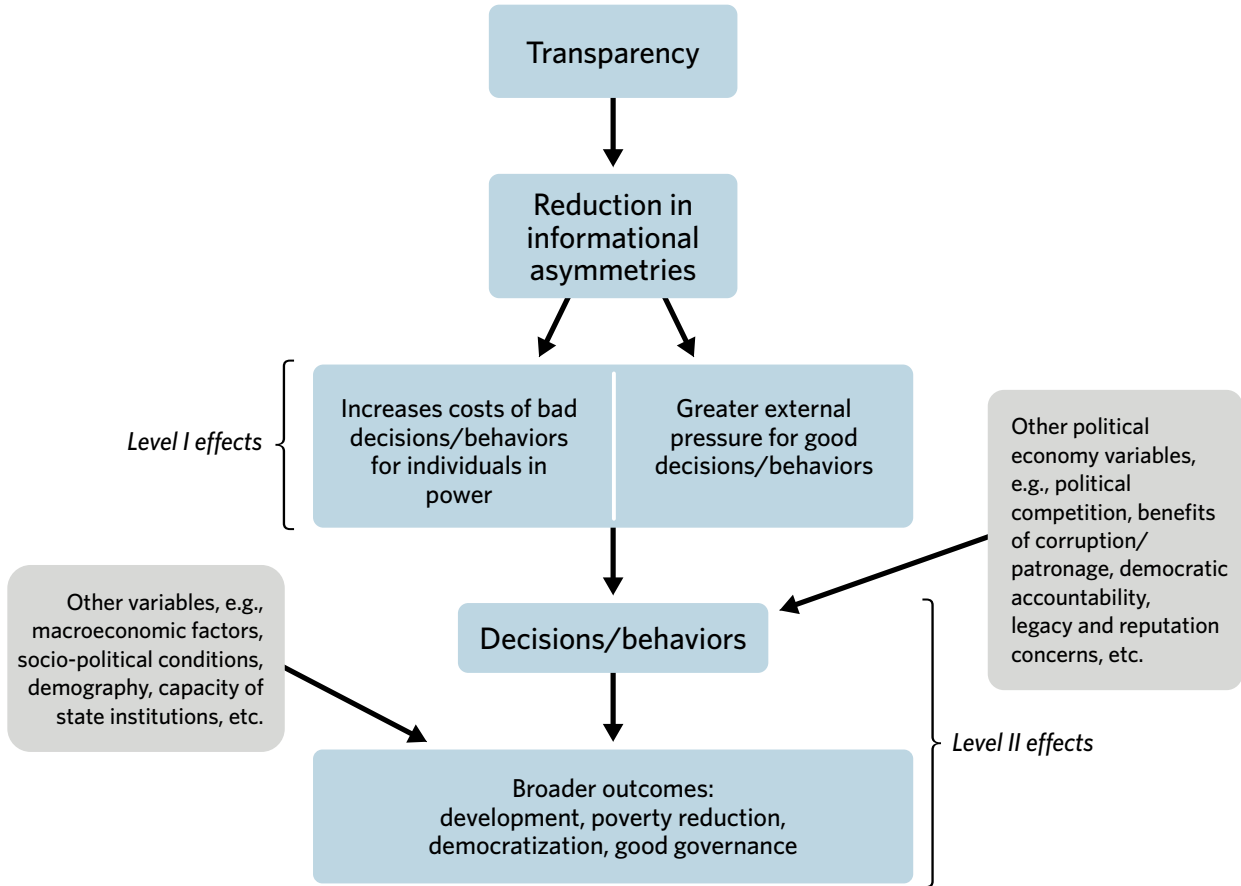 Transparency
Reduction in
informational
asymmetries
Level I effects
Increases costs of bad
decisions/behaviors
for individuals in
power
Greater external
pressure for good
decisions/behaviors
Other political
economy variables,
e.g., political
competition, benefits
of corruption/
patronage, democratic
accountability,
legacy and reputation
concerns, etc.
Other variables, e.g.,
macroeconomic factors,
socio-political conditions,
demography, capacity of
state institutions, etc.
Decisions/behaviors
Level II effects
Broader outcomes:
development, poverty reduction,
democratization, good governance